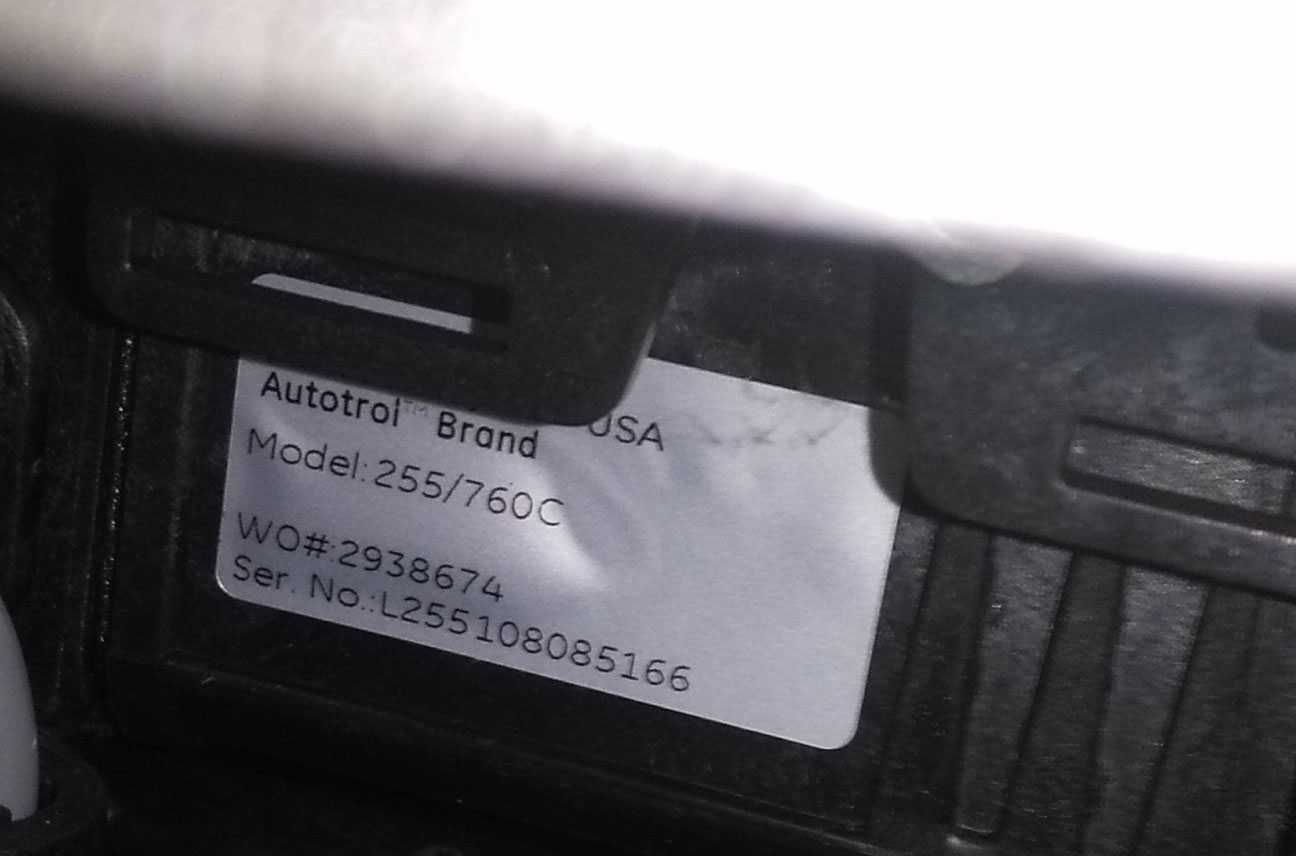 Autotrol™ Brand USA
Model: 255/760C
WO#:2938674
Ser. No.:L255108085166